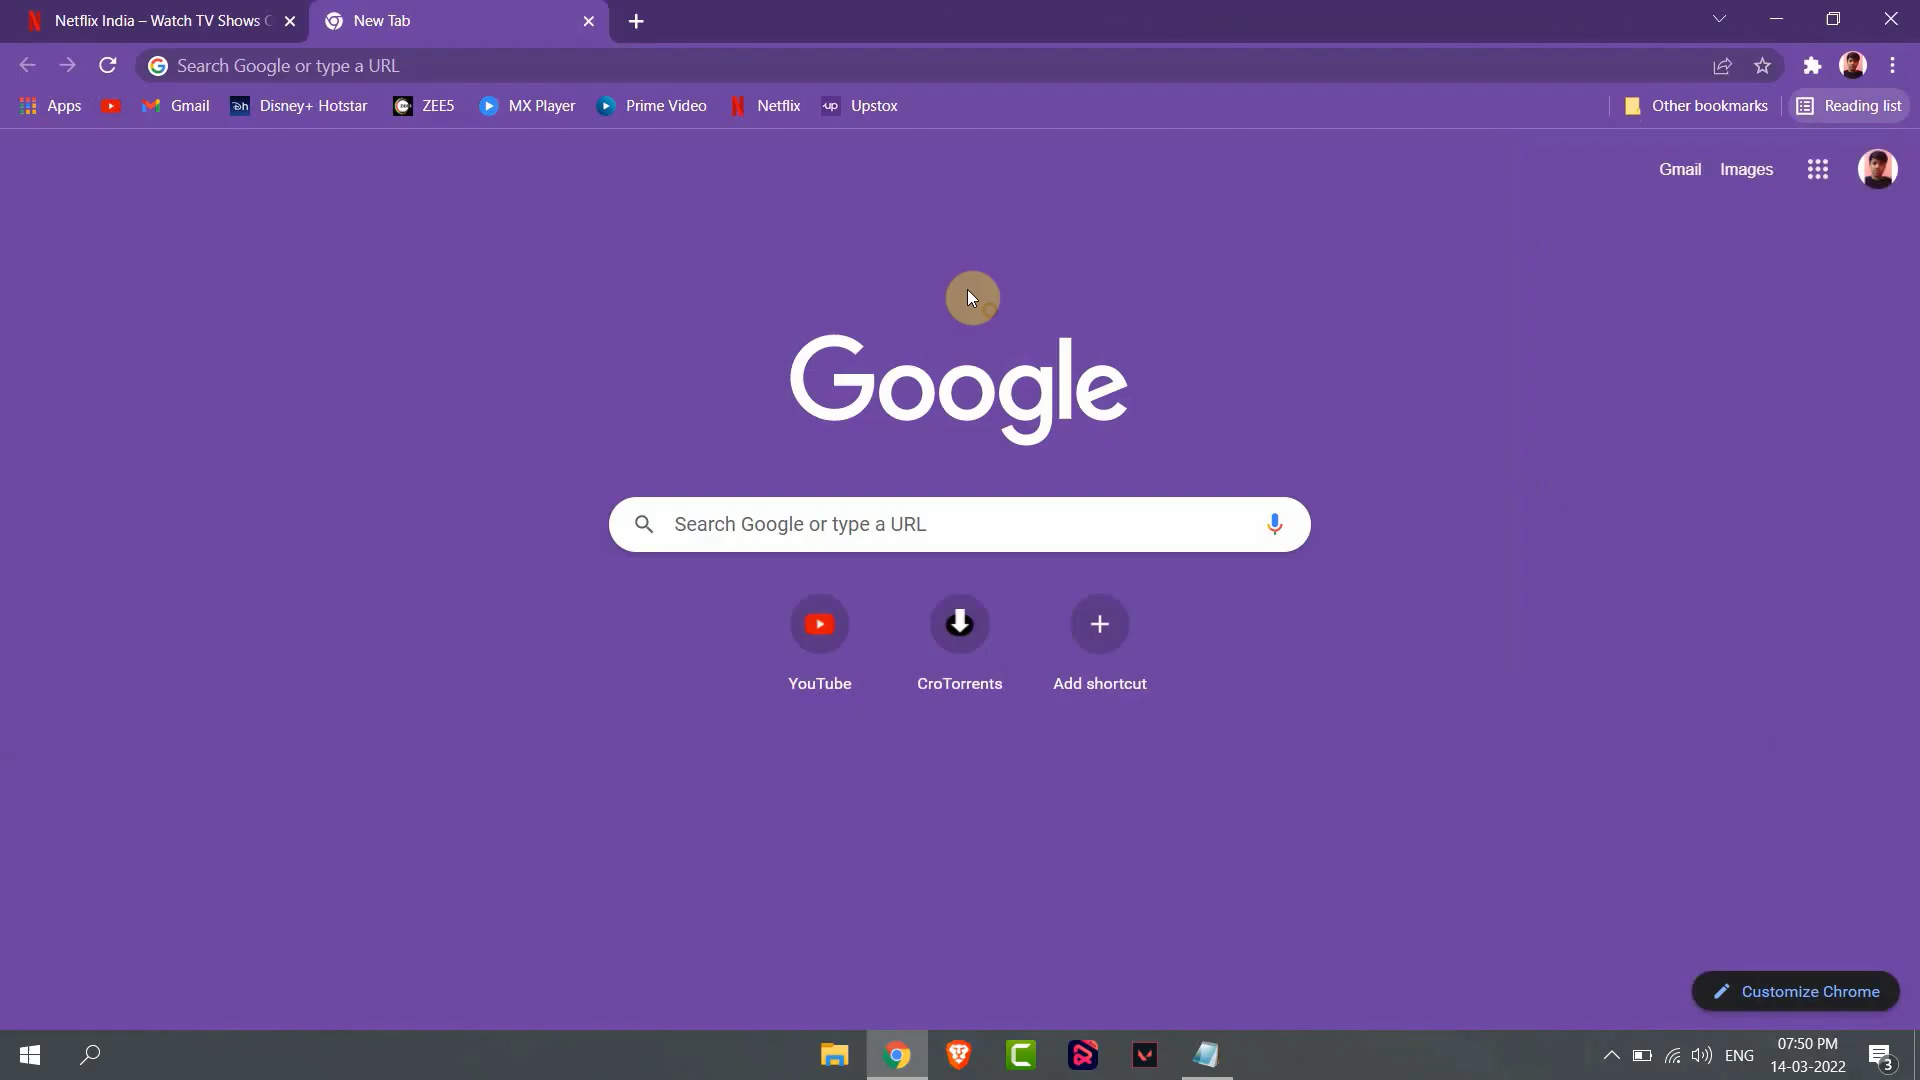 Netflix India – Watch TV Shows
New Tab
Search Google or type a URL
Apps
Gmail
Disney+ Hotstar
ZEE5
MX Player
Prime Video
Netflix
up
Upstox
Other bookmarks
Reading list
Gmail
Images
Google
Search Google or type a URL
YouTube
CroTorrents
Add shortcut
Customize Chrome
ENG
07:50 PM
14-03-2022
3